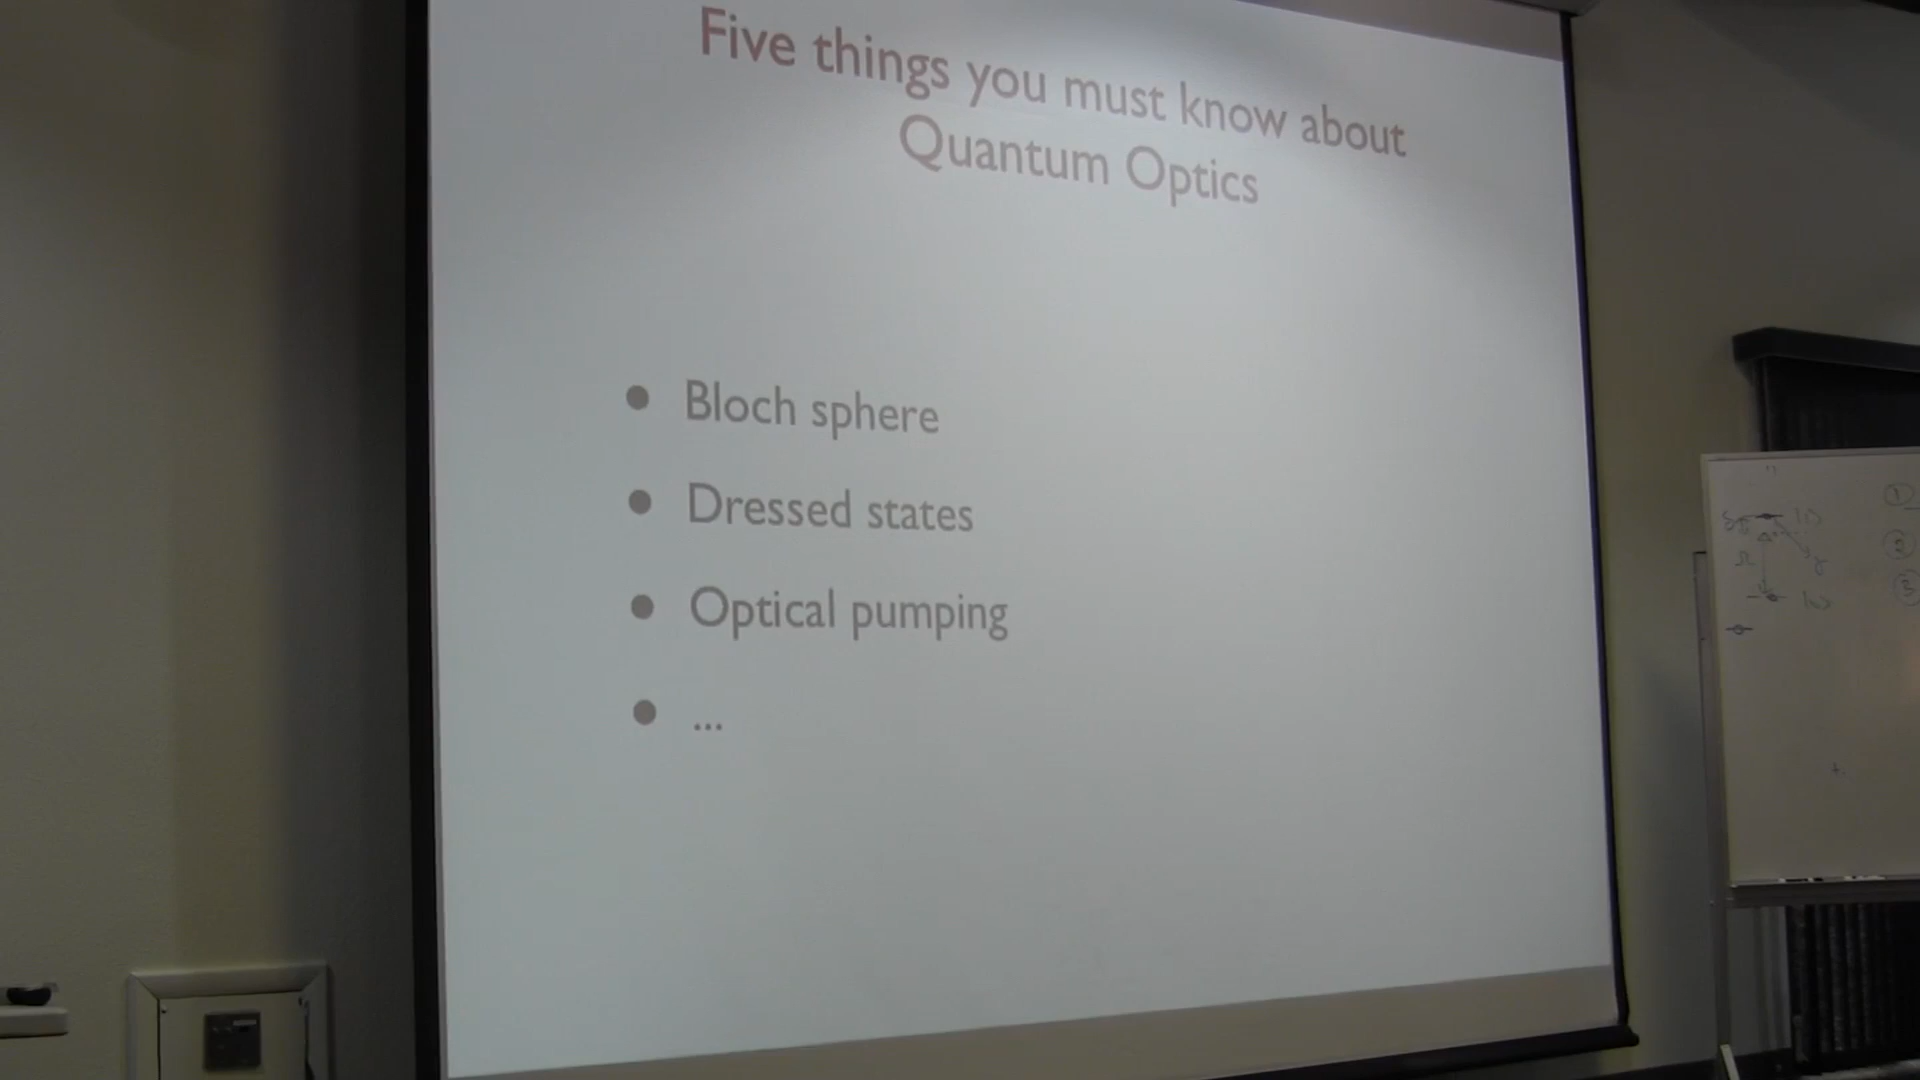 Five things you must know about
Quantum Optics
• Bloch sphere
• Dressed states
• Optical pumping
• ...